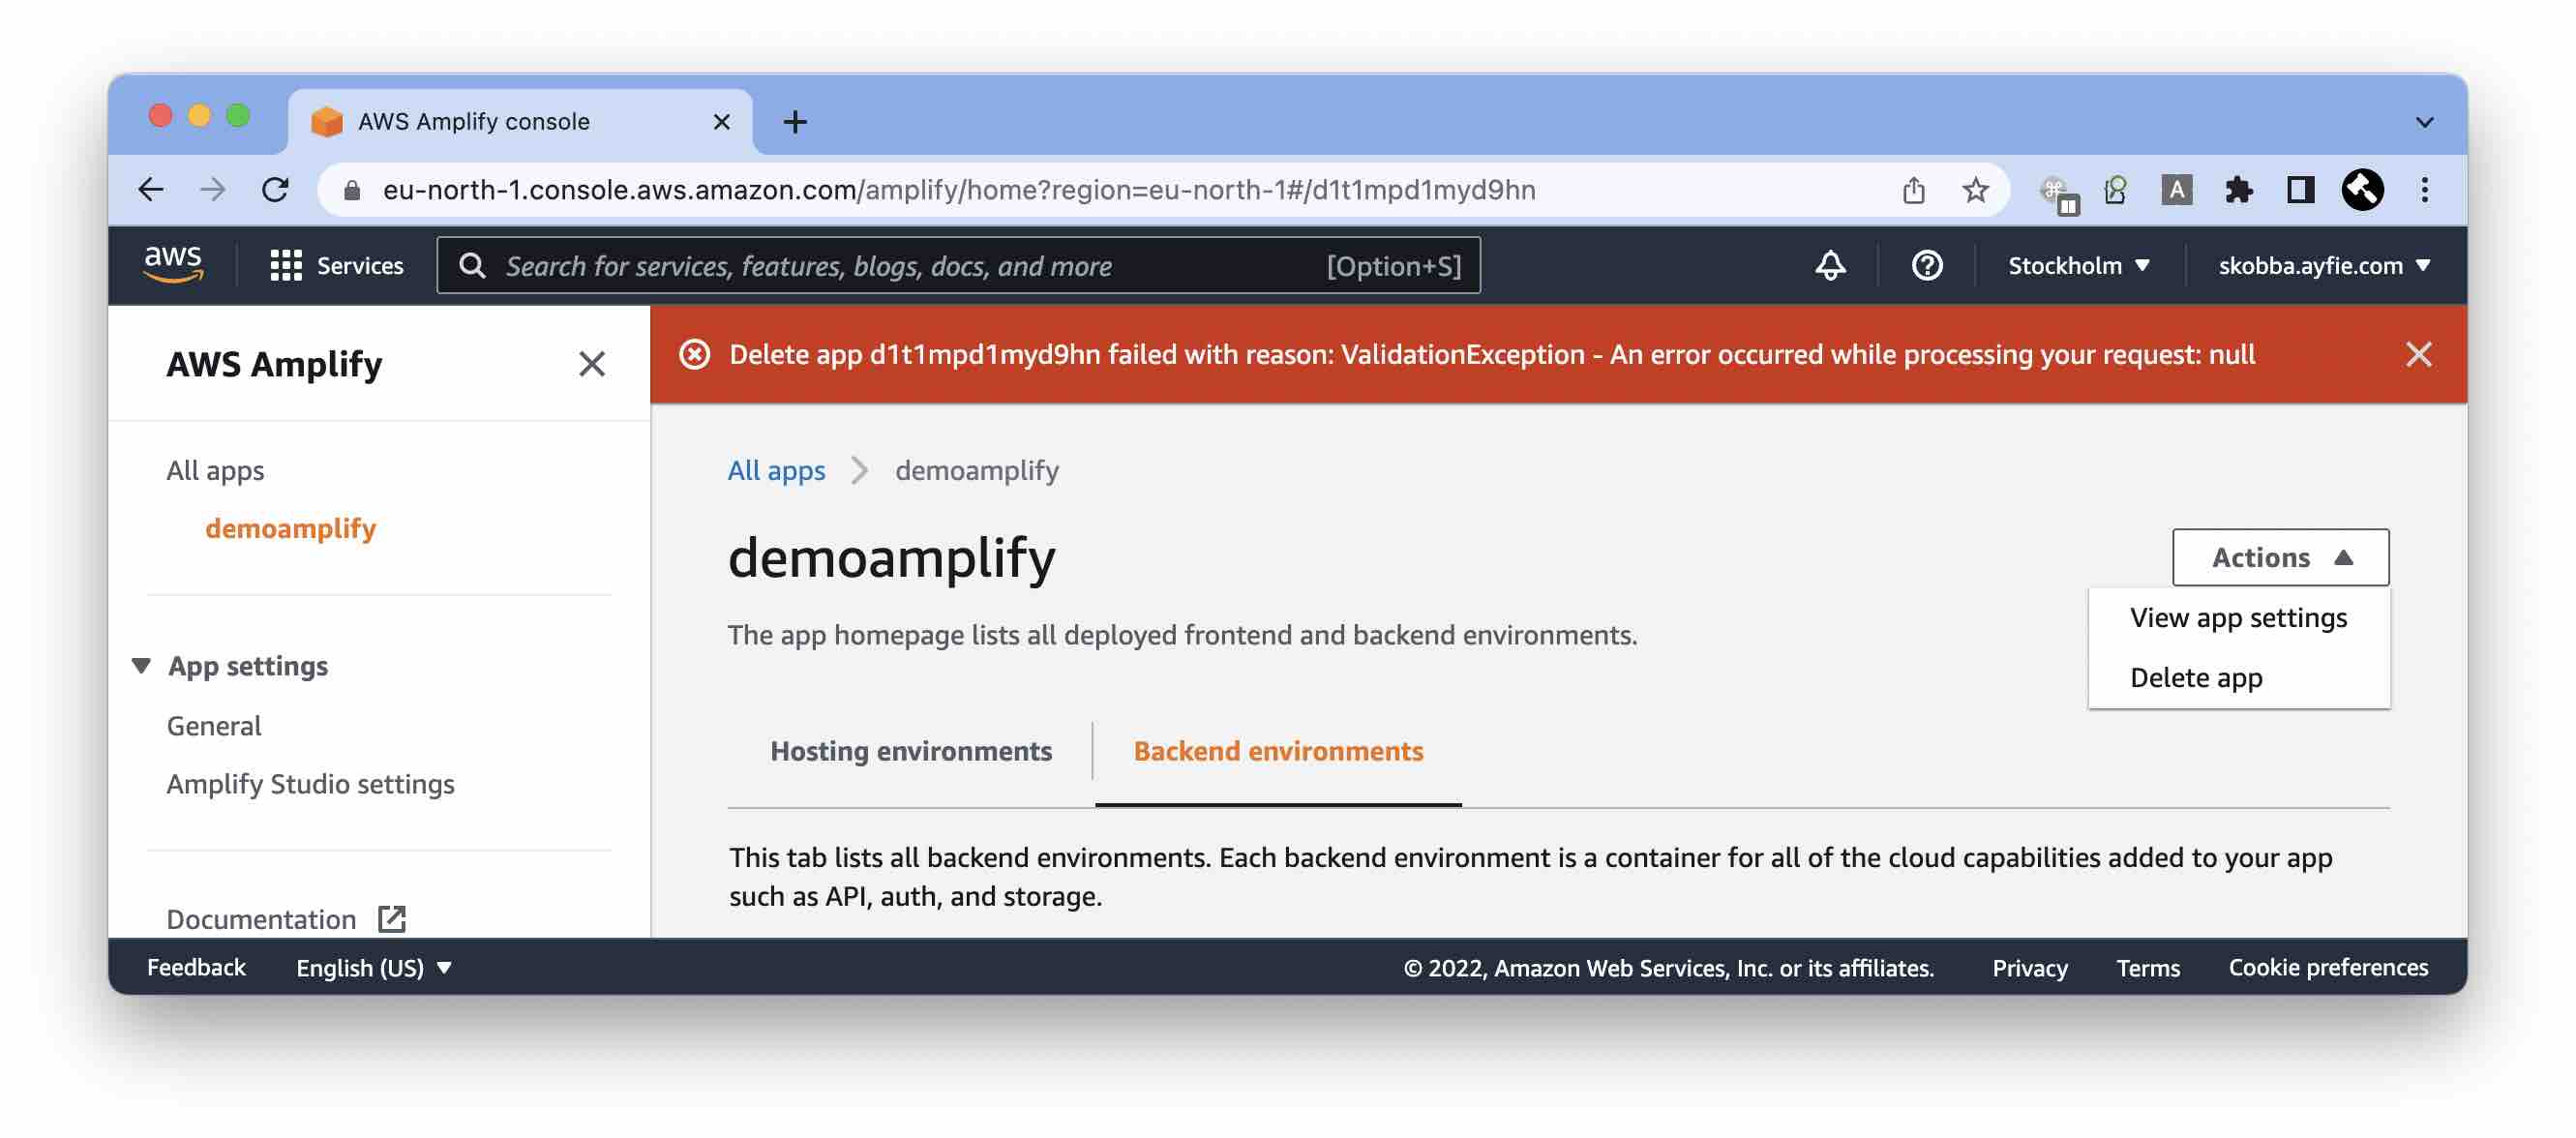 AWS Amplify console
eu-north-1.console.aws.amazon.com/amplify/home?region=eu-north-1#/d1t1mpd1myd9hn
A
aws
Services
Search for services, features, blogs, docs, and more
[Option+S]
Stockholm
skobba.ayfie.com
AWS Amplify
Delete app d1t1mpd1myd9hn failed with reason: ValidationException - An error occurred while processing your request: null
All apps
demoamplify
App settings
General
Amplify Studio settings
Documentation
All apps
demoamplify
demoamplify
Actions
View app settings
Delete app
The app homepage lists all deployed frontend and backend environments.
Hosting environments
Backend environments
This tab lists all backend environments. Each backend environment is a container for all of the cloud capabilities added to your app
such as API, auth, and storage.
Feedback
English (US)
© 2022, Amazon Web Services, Inc. or its affiliates.
Privacy
Terms
Cookie preferences